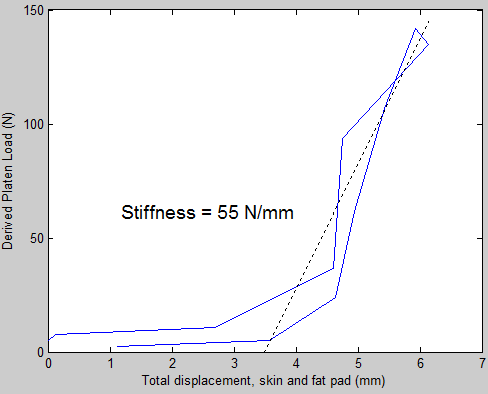 150
100
50
0
Derived Platen Load (N)
Stiffness = 55 N/mm
0 1 2 3 4 5 6 7
Total displacement, skin and fat pad (mm)